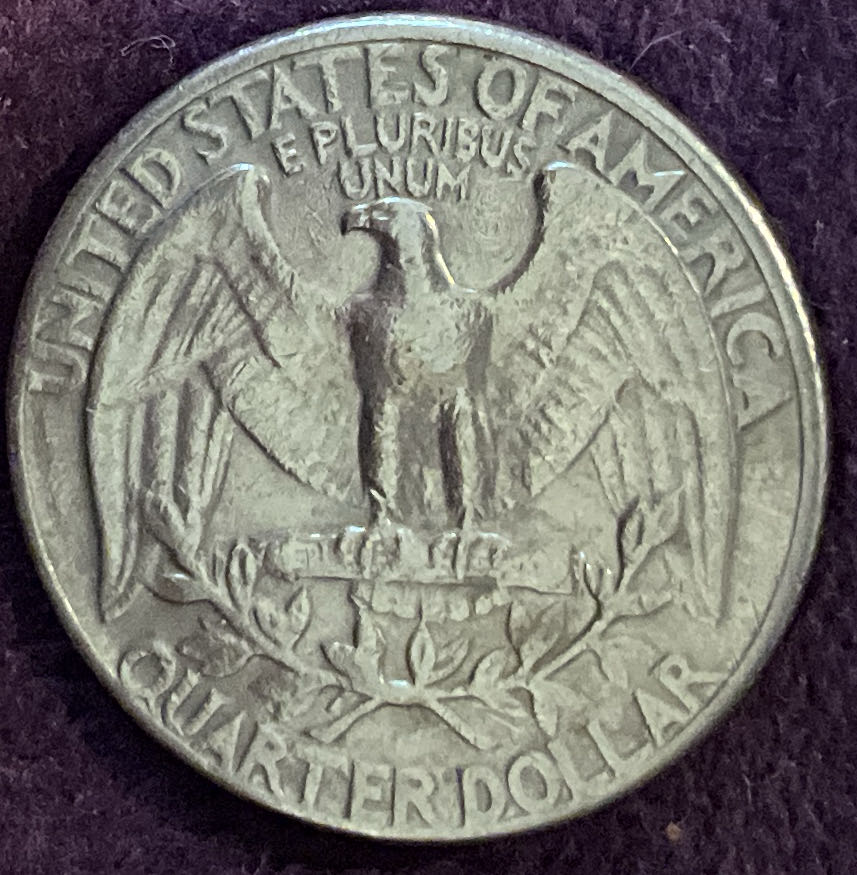 UNITED STATES OF AMERICA
E PLURIBUS
UNUM
QUARTER DOLLAR